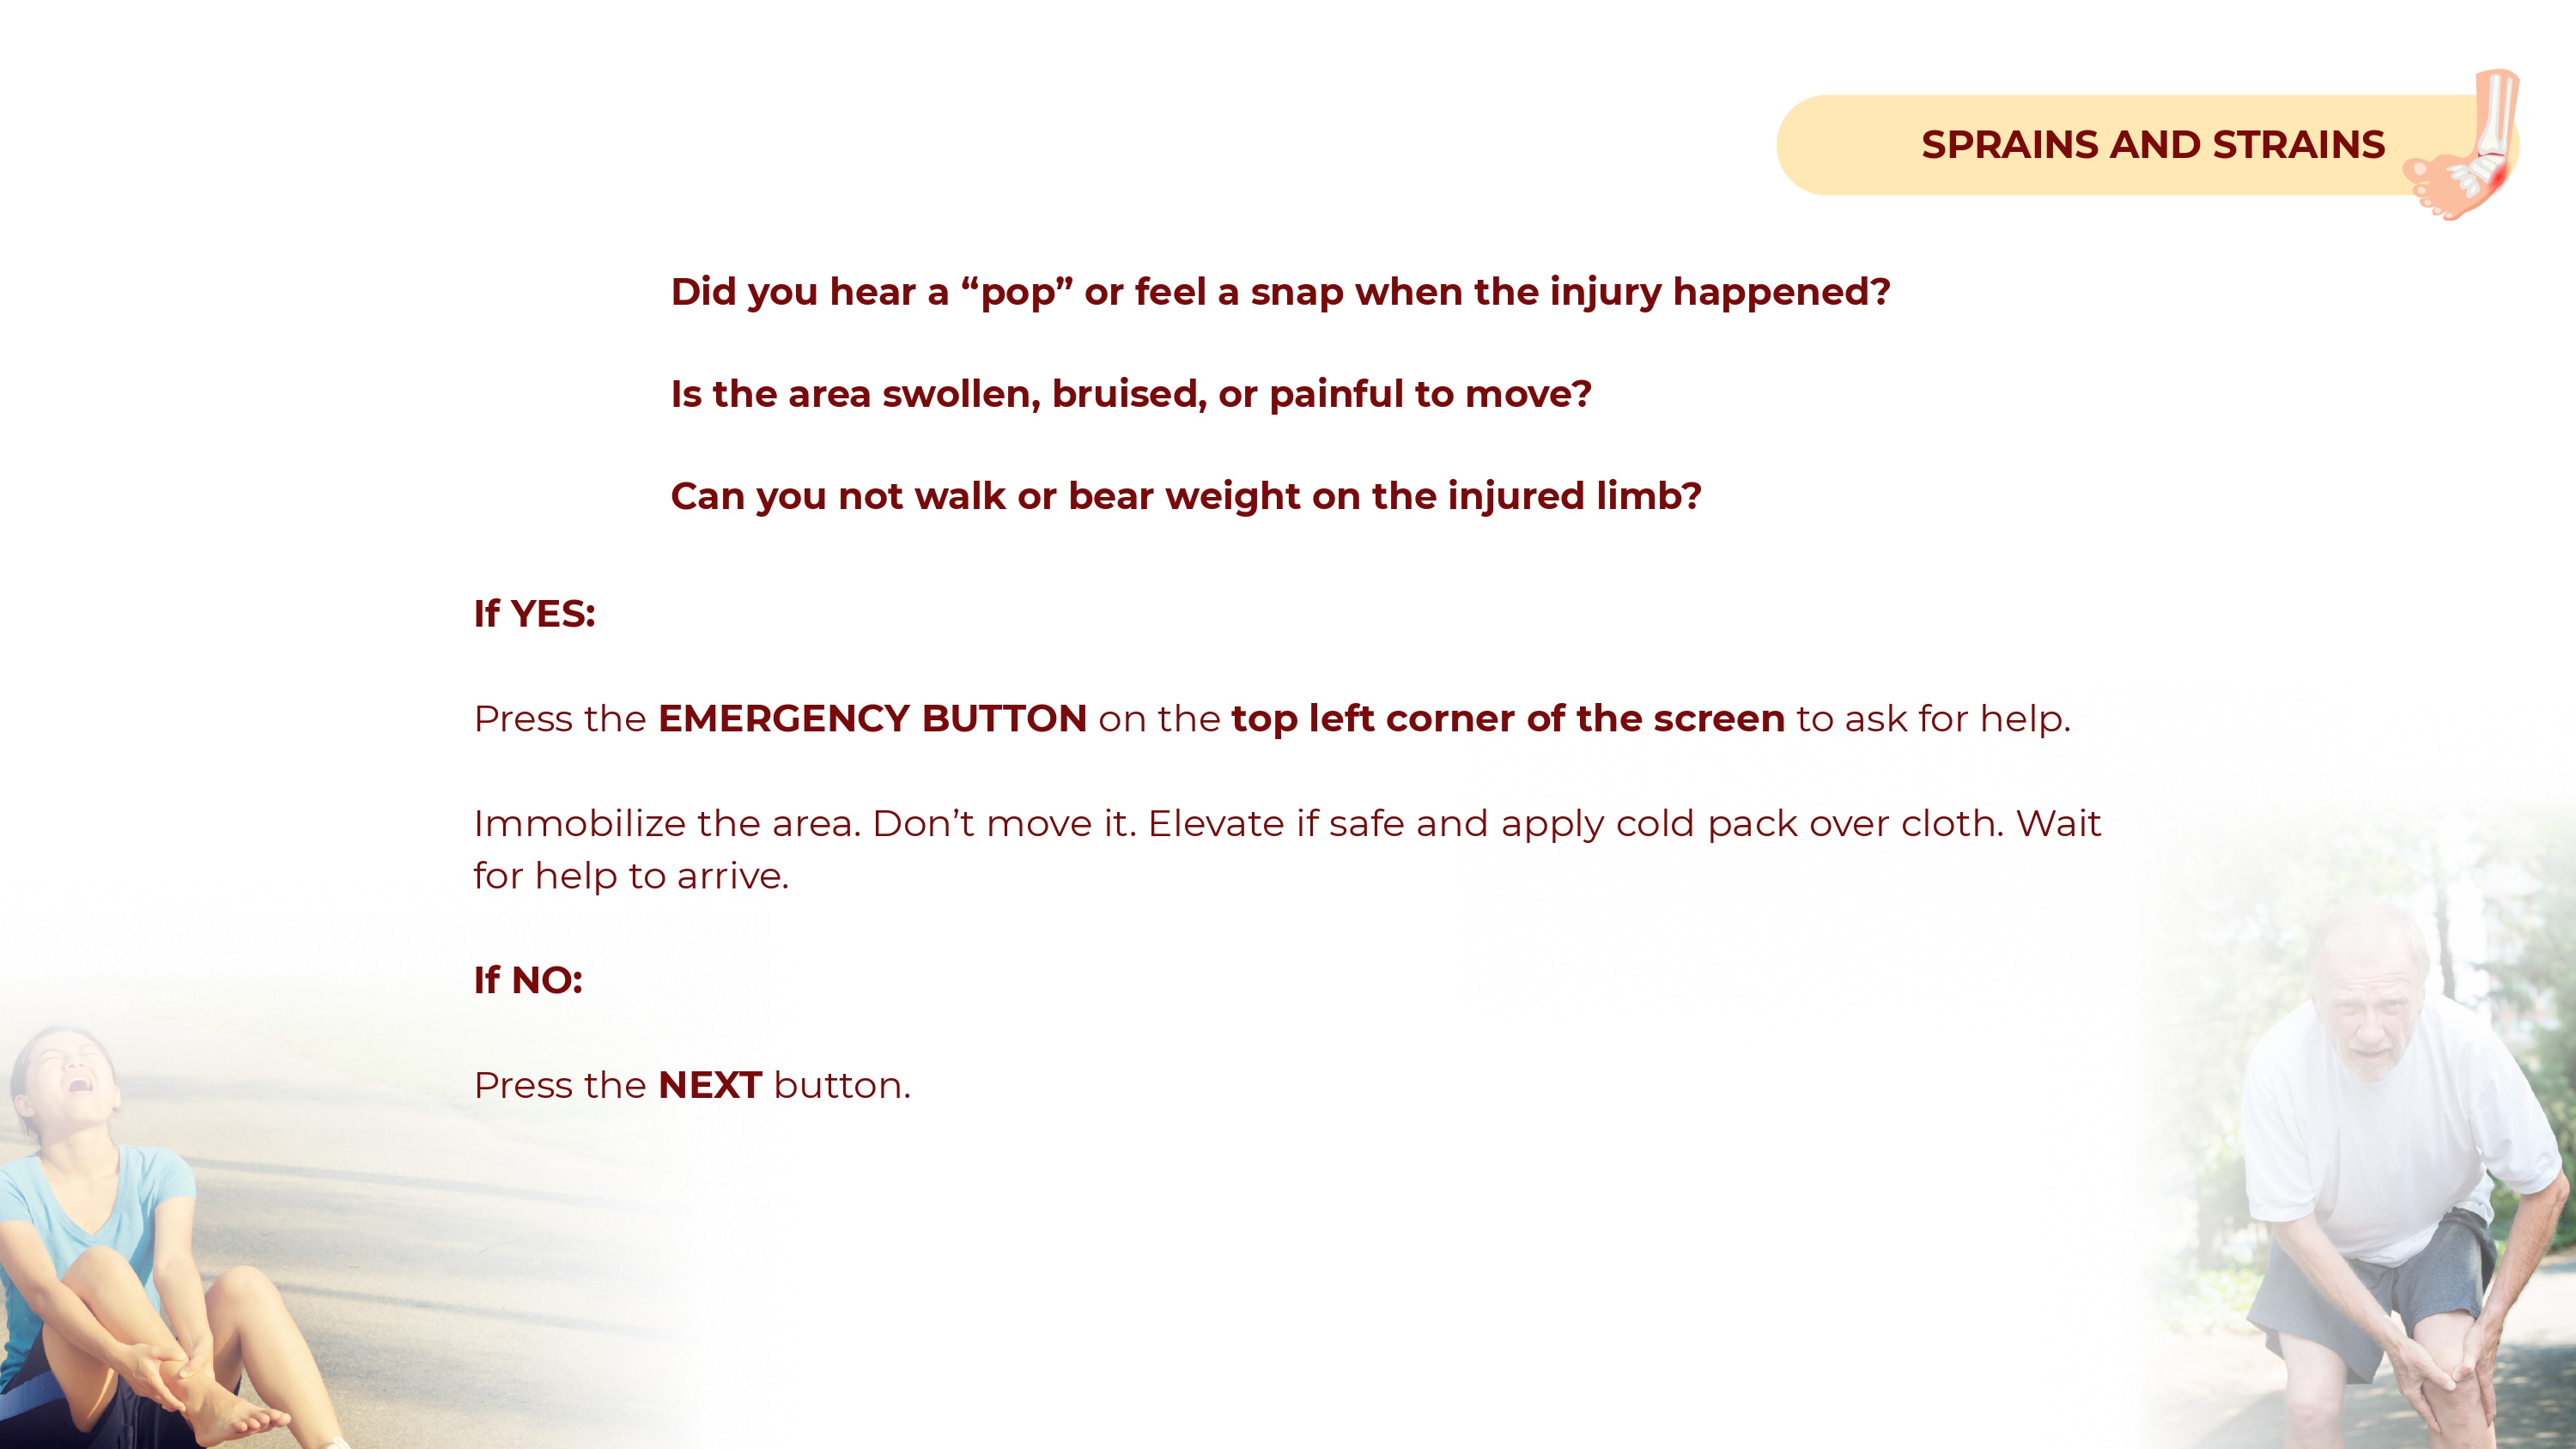 SPRAINS AND STRAINS
Did you hear a “pop” or feel a snap when the injury happened?
Is the area swollen, bruised, or painful to move?
Can you not walk or bear weight on the injured limb?
If YES:
Press the EMERGENCY BUTTON on the top left corner of the screen to ask for help.
Immobilize the area. Don’t move it. Elevate if safe and apply cold pack over cloth. Wait
for help to arrive.
If NO:
Press the NEXT button.